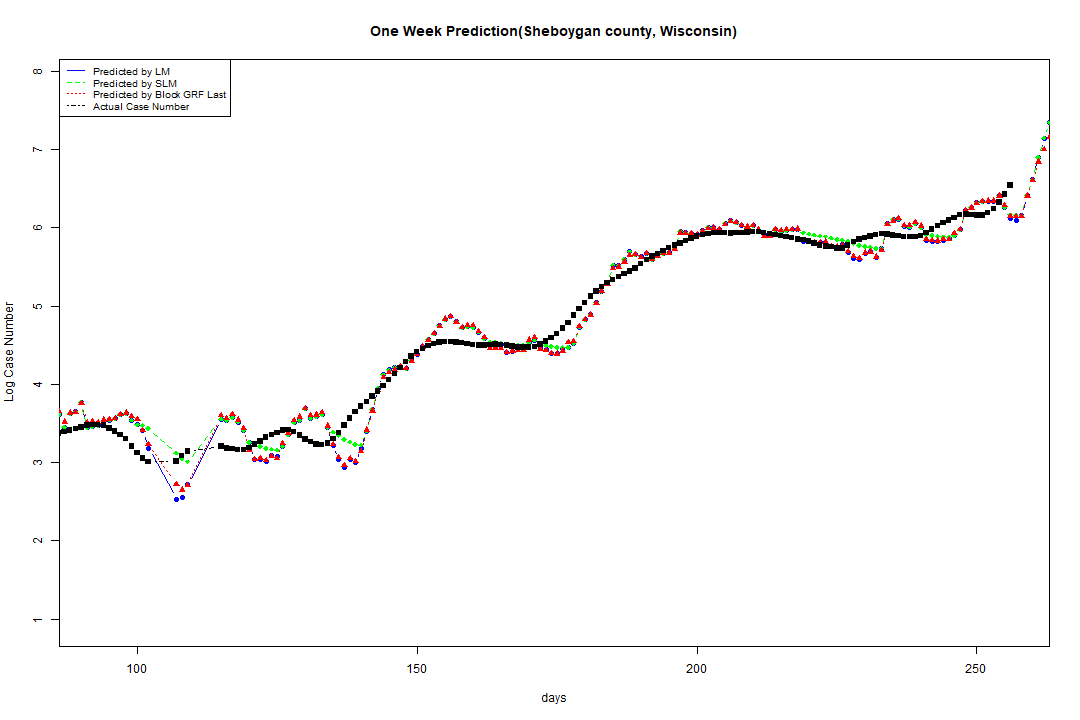 One Week Prediction(Sheboygan county, Wisconsin)
Predicted by LM
Predicted by SLM
Predicted by Block GRF Last
Actual Case Number
8
7
6
5
4
3
2
1
Log Case Number
100
150
200
250
days